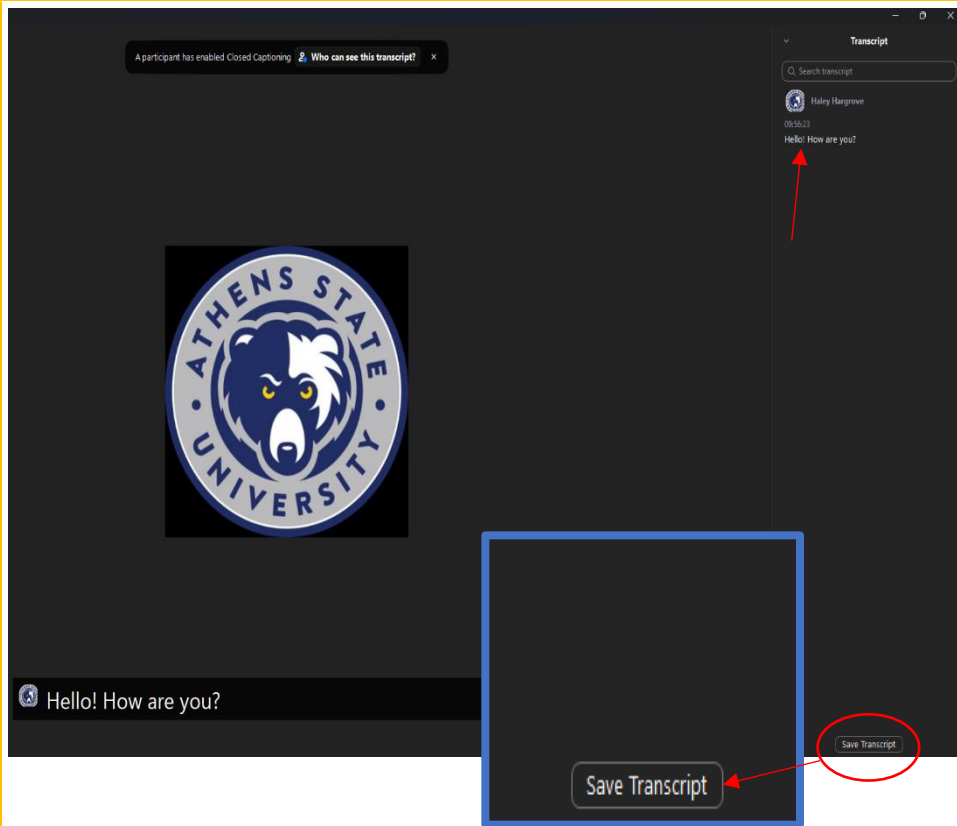 A participant has enabled Closed Captioning Who can see this transcript?
Transcript
Search transcript
Haley Hargrove
09:56:23
Hello! How are you?
ATHENS STATE
UNIVERSITY
Hello! How are you?
Save Transcript
Save Transcript